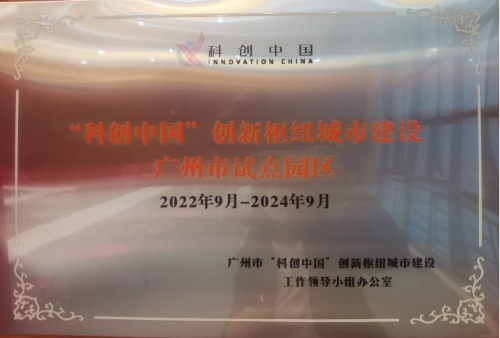 科创中国
INNOVATION CHINA
“科创中国”创新枢纽城市建设
广州市试点园区
2022年9月-2024年9月
广州市“科创中国”创新枢纽城市建设
工作领导小组办公室